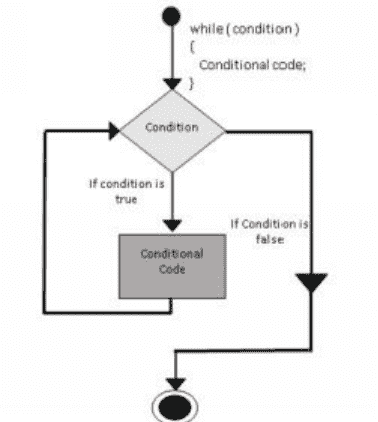 while ( condition )
{
Conditional code;
}
Condition
If condition is
true
If Condition is
false
Conditional
Code